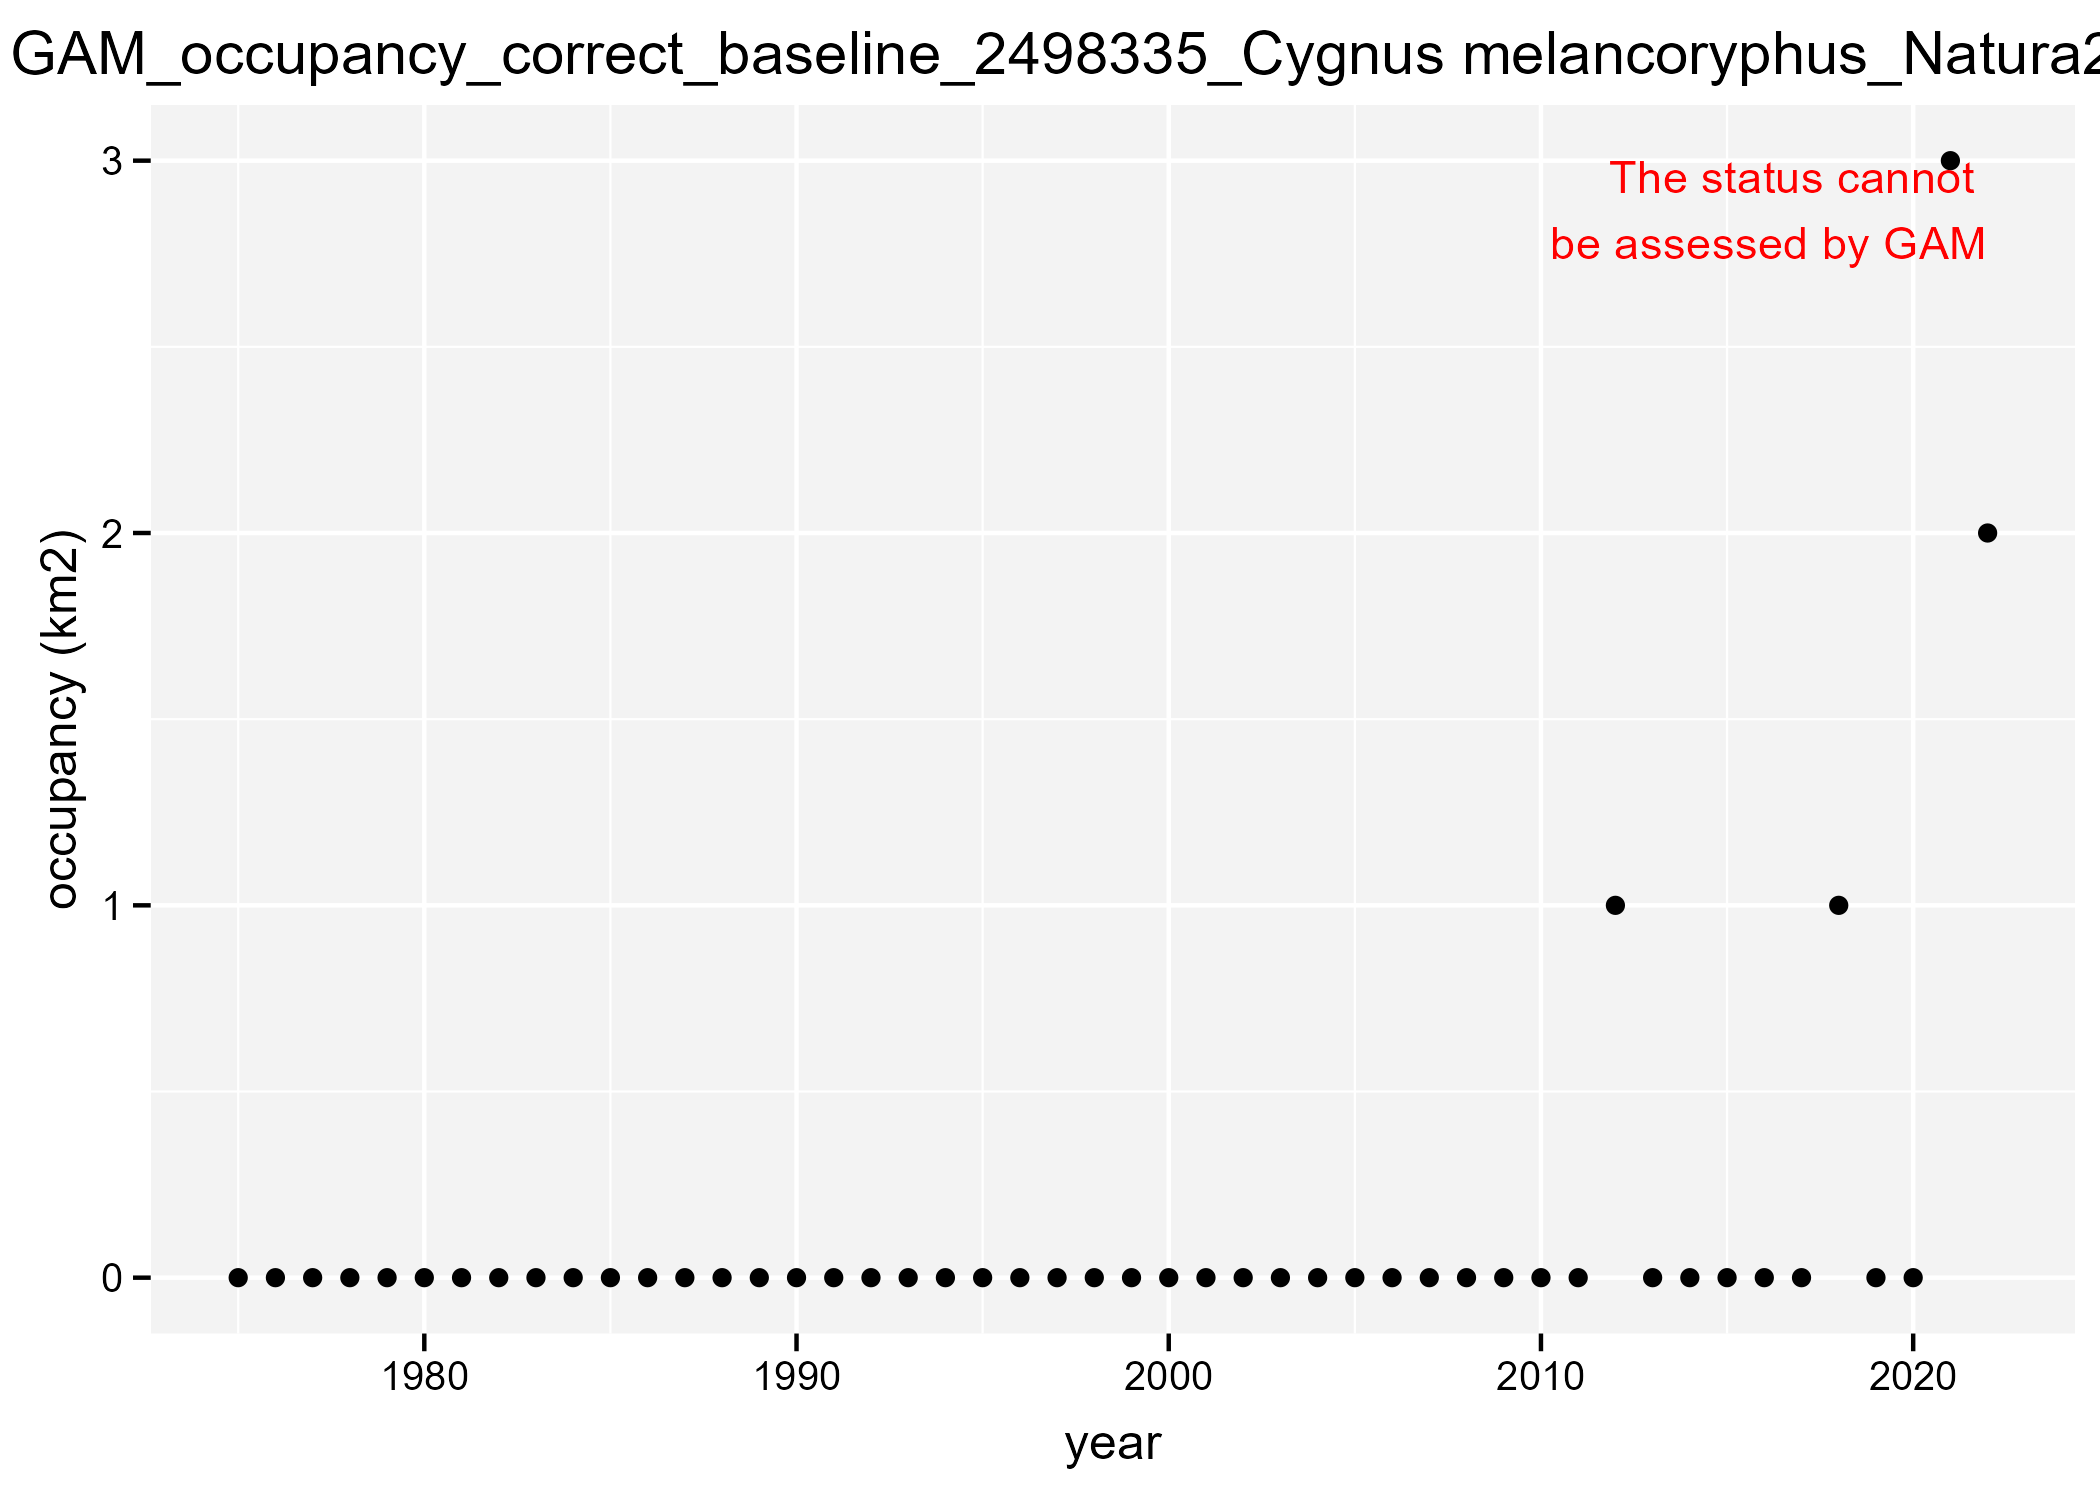 GAM_occupancy_correct_baseline_2498335_Cygnus melancoryphus_Natura2
3
The status cannot
be assessed by GAM
2
occupancy (km2)
1
0
1980 1990 2000 2010 2020
year